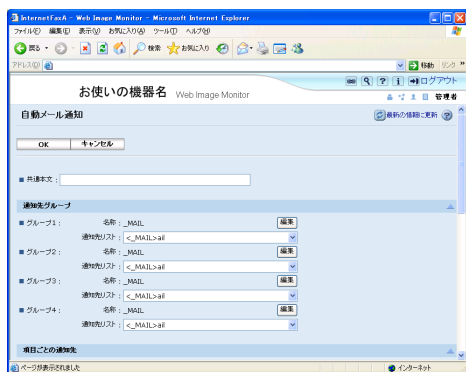 InternetFaxA - Web Image Monitor - Microsoft Internet Explorer
ファイル(F) 編集(E) 表示(V) お気に入り(A) ツール(T) ヘルプ(H)
戻る 検索 お気に入り
アドレス(D) 移動 リンク »
ログアウト
お使いの機器名 Web Image Monitor
管理者
自動メール通知 最新の情報に更新
OK キャンセル
■ 共通本文 :
通知先グループ
■ グループ1 : 名称 : _MAIL 編集
通知先リスト : <_MAIL>ail
■ グループ2 : 名称 : _MAIL 編集
通知先リスト : <_MAIL>ail
■ グループ3 : 名称 : _MAIL 編集
通知先リスト : <_MAIL>ail
■ グループ4 : 名称 : _MAIL 編集
通知先リスト : <_MAIL>ail
項目ごとの通知先
ページが表示されました インターネット